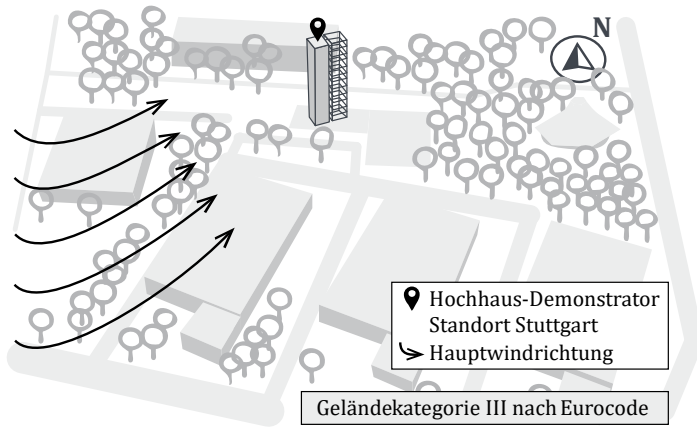 N
Hochhaus-Demonstrator
Standort Stuttgart
Hauptwindrichtung
Geländekategorie III nach Eurocode